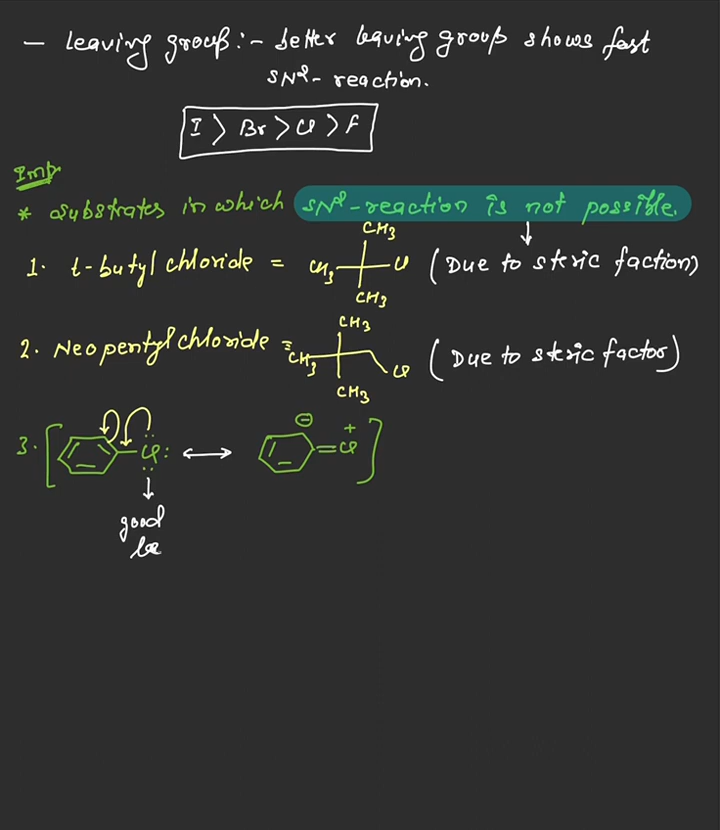 - Leaving group :- better leaving group shows fast
SN2- reaction.
I > Br > Cl > F
Imp
* Substrates in which SN2-reaction is not possible.
1. t-butyl chloride = CH3 CH3 CH3 Cl (Due to steric faction)
2. Neopentyl chloride = CH3 CH3 CH3 Cl (Due to steric factor)
3. [ Cl: ↔ ⊖ = Cl + ]
good